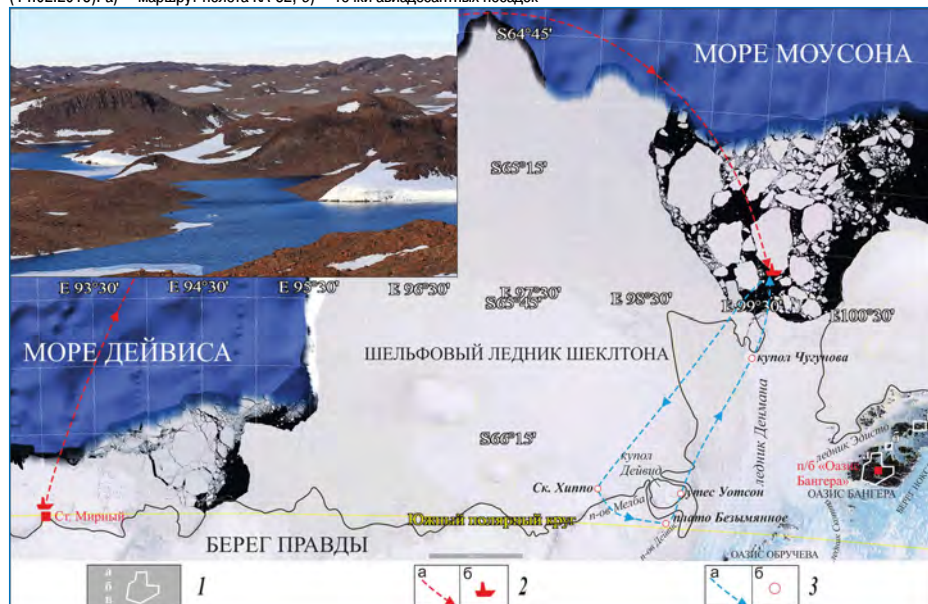 S64°45'
МОРЕ МОУСОНА
S65°15'
E 93°30'
E 94°30'
E 95°30'
E 96°30'
E 97°30'
S65°45'
E 98°30'
E 99°30'
E100°30'
МОРЕ ДЕЙВИСА
ШЕЛЬФОВЫЙ ЛЕДНИК ШЕКЛТОНА
купол Чугунова
S66°15'
ледник Денмана
ледник Эдисто
купол
Дейвид
п/б «Оазис
Бангера»
ОАЗИС БАНГЕРА
Ск. Хиппо
п-ов Мелба
утес Уотсон
Ст. Мирный
Южный полярный круг
плато Безымянное
БЕРЕГ ПРАВДЫ
ОАЗИС ОБРУЧЕВА
а
б
в
1
а
б
2
а
б
3